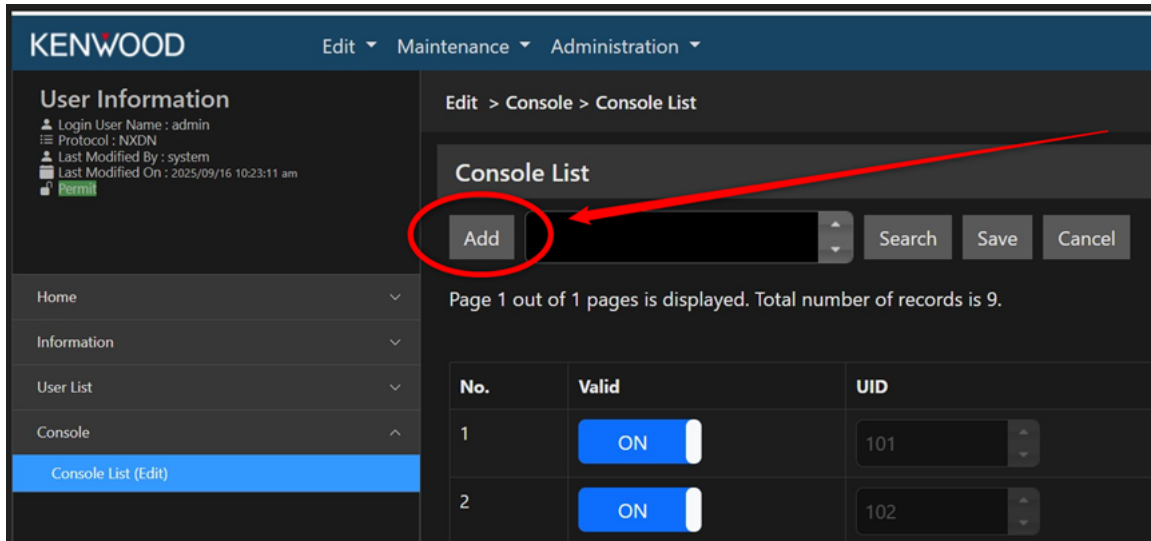 KENWOOD
Edit Maintenance Administration
User Information
Login User Name : admin
Protocol : NXDN
Last Modified By : system
Last Modified On : 2025/09/16 10:23:11 am
Permit
Edit > Console > Console List
Console List
Add Search Save Cancel
Page 1 out of 1 pages is displayed. Total number of records is 9.
Home
Information
User List
Console
Console List (Edit)
No. Valid UID
1 ON 101
2 ON 102